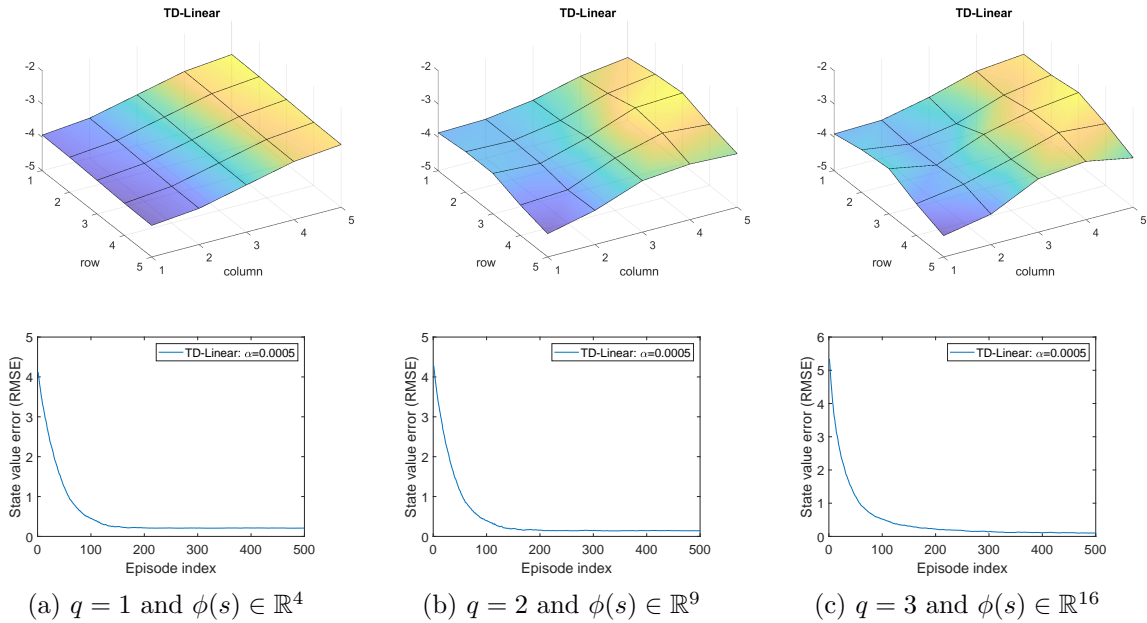 TD-Linear
-2
-3
-4
-5
1
2
3
4
5
row
1
2
3
4
5
column
TD-Linear
-2
-3
-4
-5
1
2
3
4
5
row
1
2
3
4
5
column
TD-Linear
-2
-3
-4
-5
1
2
3
4
5
row
1
2
3
4
5
column
5
4
3
2
1
0
State value error (RMSE)
TD-Linear: α=0.0005
0 100 200 300 400 500
Episode index
5
4
3
2
1
0
State value error (RMSE)
TD-Linear: α=0.0005
0 100 200 300 400 500
Episode index
6
5
4
3
2
1
0
State value error (RMSE)
TD-Linear: α=0.0005
0 100 200 300 400 500
Episode index
(a) q = 1 and ϕ(s) ∈ ℝ⁴
(b) q = 2 and ϕ(s) ∈ ℝ⁹
(c) q = 3 and ϕ(s) ∈ ℝ¹⁶